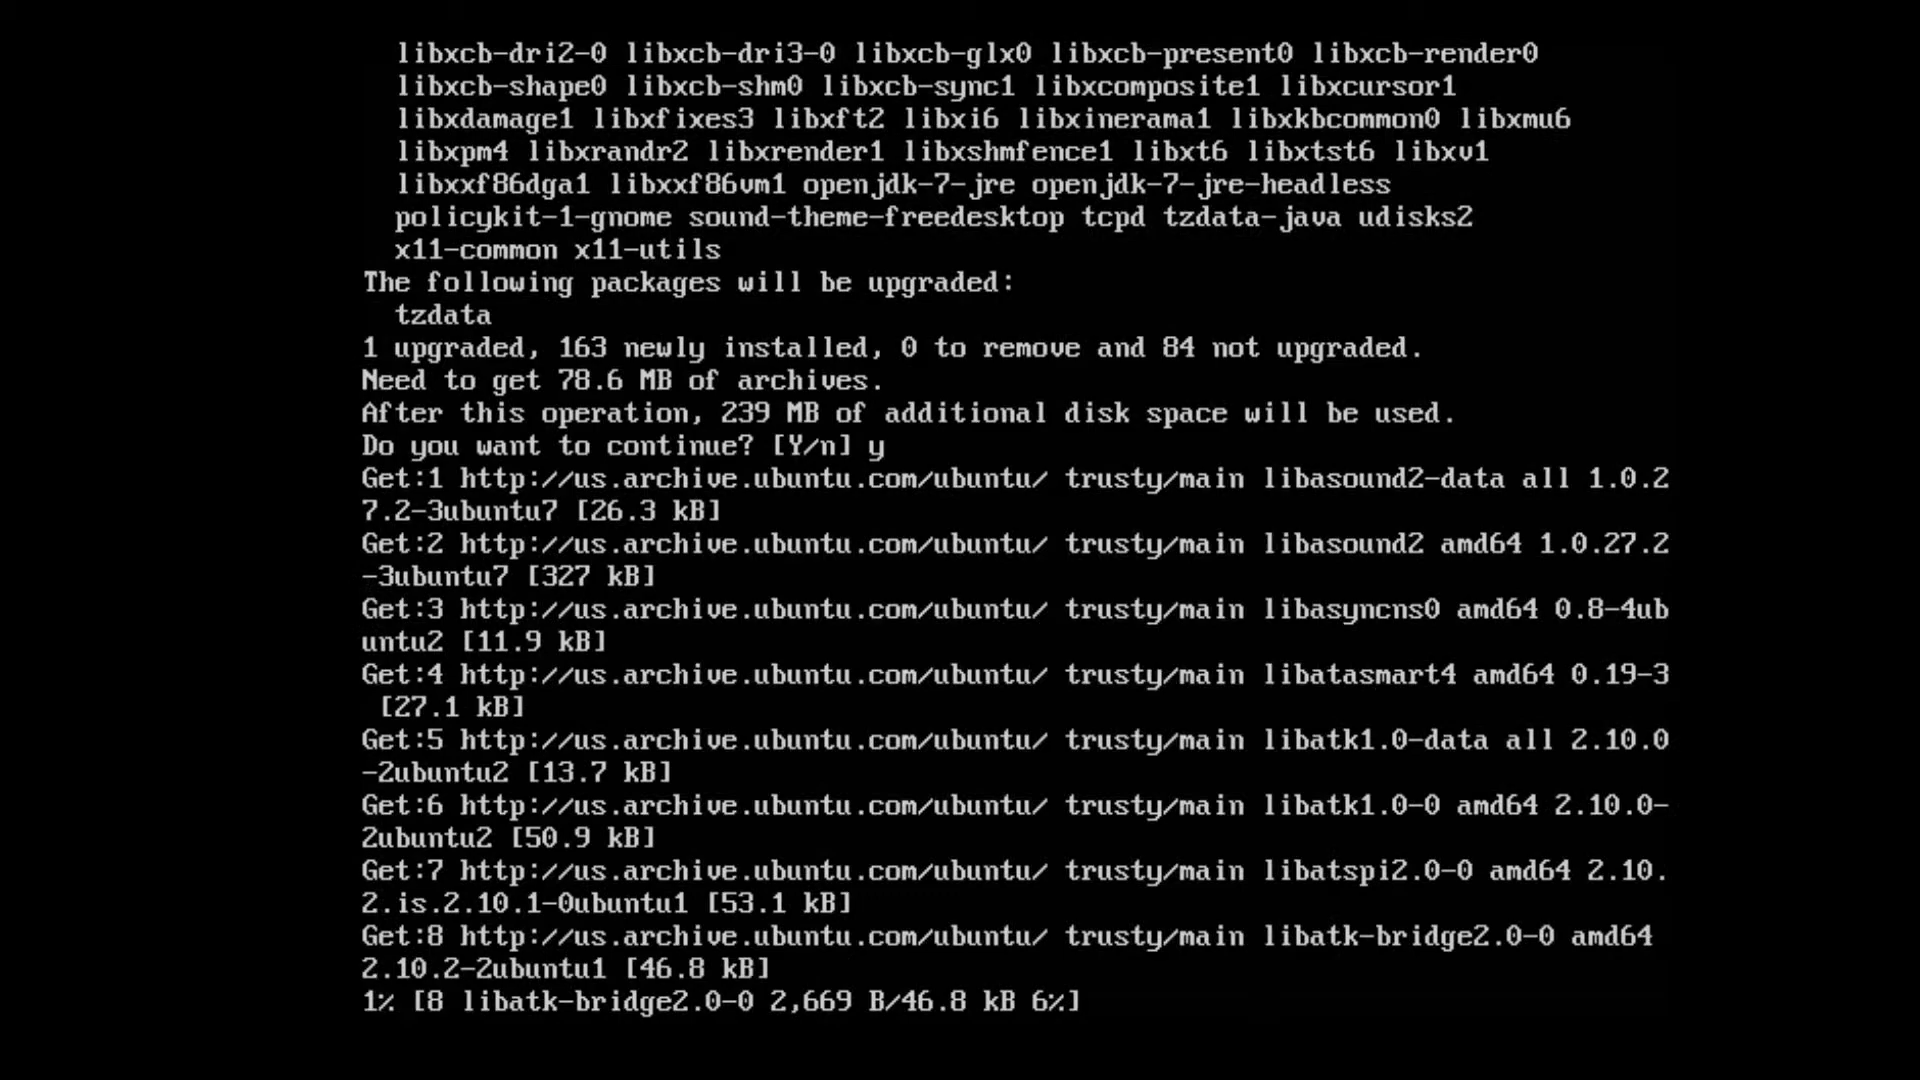 libxcb-dri2-0 libxcb-dri3-0 libxcb-glx0 libxcb-present0 libxcb-render0
libxcb-shape0 libxcb-shm0 libxcb-sync1 libxcomposite1 libxcursor1
libxdamage1 libxfixes3 libxft2 libxi6 libxinerama1 libxkbcommon0 libxmu6
libxpm4 libxrandr2 libxrender1 libxshmfence1 libxt6 libxtst6 libxv1
libxxf86dga1 libxxf86vm1 openjdk-7-jre openjdk-7-jre-headless
policykit-1-gnome sound-theme-freedesktop tcpd tzdata-java udisks2
x11-common x11-utils
The following packages will be upgraded:
tzdata
1 upgraded, 163 newly installed, 0 to remove and 84 not upgraded.
Need to get 78.6 MB of archives.
After this operation, 239 MB of additional disk space will be used.
Do you want to continue? [Y/n] y
Get:1 http://us.archive.ubuntu.com/ubuntu/ trusty/main libasound2-data all 1.0.2
7.2-3ubuntu7 [26.3 kB]
Get:2 http://us.archive.ubuntu.com/ubuntu/ trusty/main libasound2 amd64 1.0.27.2
-3ubuntu7 [327 kB]
Get:3 http://us.archive.ubuntu.com/ubuntu/ trusty/main libasyncns0 amd64 0.8-4ub
untu2 [11.9 kB]
Get:4 http://us.archive.ubuntu.com/ubuntu/ trusty/main libatasmart4 amd64 0.19-3
[27.1 kB]
Get:5 http://us.archive.ubuntu.com/ubuntu/ trusty/main libatk1.0-data all 2.10.0
-2ubuntu2 [13.7 kB]
Get:6 http://us.archive.ubuntu.com/ubuntu/ trusty/main libatk1.0-0 amd64 2.10.0-
2ubuntu2 [50.9 kB]
Get:7 http://us.archive.ubuntu.com/ubuntu/ trusty/main libatspi2.0-0 amd64 2.10.
2.is.2.10.1-0ubuntu1 [53.1 kB]
Get:8 http://us.archive.ubuntu.com/ubuntu/ trusty/main libatk-bridge2.0-0 amd64
2.10.2-2ubuntu1 [46.8 kB]
1% [8 libatk-bridge2.0-0 2,669 B/46.8 kB 6%]